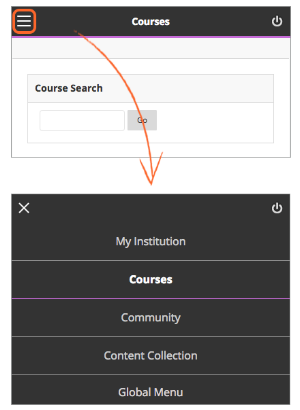 Courses
Course Search
Go
My Institution
Courses
Community
Content Collection
Global Menu